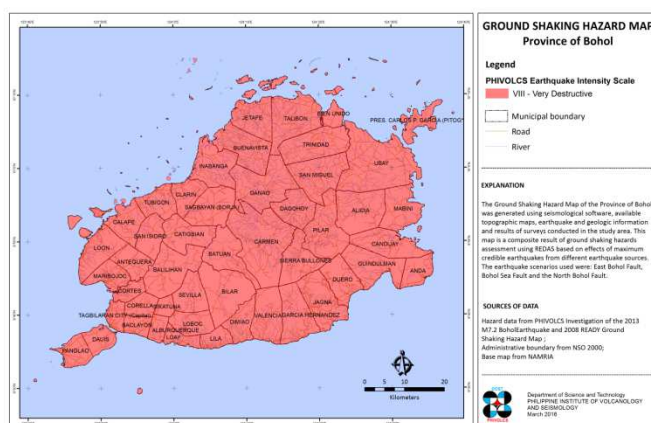 GROUND SHAKING HAZARD MAP
Province of Bohol
Legend
PHIVOLCS Earthquake Intensity Scale
VIII - Very Destructive
Municipal boundary
Road
River
EXPLANATION
The Ground Shaking Hazard Map of the Province of Bohol
was generated using seismological software, available
topographic maps, earthquake and geologic information
and results of surveys conducted in the study area. This
map is a composite result of ground shaking hazards
assessment using REDAS based on effects of maximum
credible earthquakes from different earthquake sources.
The earthquake scenarios used were: East Bohol Fault,
Bohol Sea Fault and the North Bohol Fault.
SOURCES OF DATA
Hazard data from PHIVOLCS Investigation of the 2013
M7.2 BoholEarthquake and 2008 READY Ground
Shaking Hazard Map ;
Administrative boundary from NSO 2000;
Base map from NAMRIA
Department of Science and Technology
PHILIPPINE INSTITUTE OF VOLCANOLOGY
AND SEISMOLOGY
March 2016
PHIVOLCS
JETAFE
TALIBON
BIEN UNIDO
PRES. CARLOS P. GARCIA (PITOGO)
BUENAVISTA
TRINIDAD
INABANGA
UBAY
SAN MIGUEL
CLARIN
DANAO
TUBIGON
SAGBAYAN (BORJA)
DAGOHOY
ALICIA
MABINI
CALAPE
SAN ISIDRO
CATIGBIAN
PILAR
LOON
CARMEN
CANDIJAY
ANTEQUERA
BATUAN
SIERRA BULLONES
GUINDULMAN
MARIBOJOC
BALILIHAN
ANDA
DUERO
CORTES
SEVILLA
BILAR
CORELLA
JAGNA
TAGBILARAN CITY (Capital)
VALENCIA
GARCIA HERNANDEZ
BACLAYON
ALBURQUERQUE
LOBOC
DIMIAO
LOAY
LILA
DAUIS
PANGLAO
0 5 10 20
Kilometers